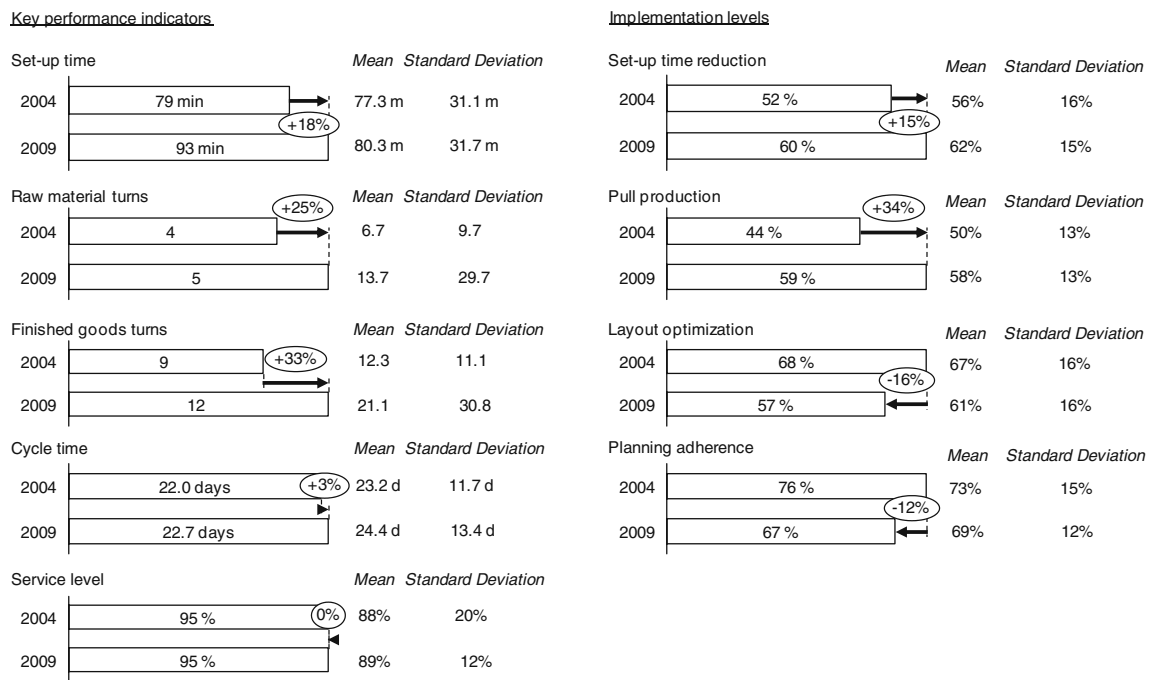 Key performance indicators
Set-up time Mean Standard Deviation
2004 79 min 77.3 m 31.1 m
+18%
2009 93 min 80.3 m 31.7 m
Raw material turns Mean Standard Deviation
+25%
2004 4 6.7 9.7
2009 5 13.7 29.7
Finished goods turns Mean Standard Deviation
2004 9 +33% 12.3 11.1
2009 12 21.1 30.8
Cycle time Mean Standard Deviation
2004 22.0 days +3% 23.2 d 11.7 d
2009 22.7 days 24.4 d 13.4 d
Service level Mean Standard Deviation
2004 95 % 0% 88% 20%
2009 95 % 89% 12%
Implementation levels
Set-up time reduction Mean Standard Deviation
2004 52 % 56% 16%
+15%
2009 60 % 62% 15%
Pull production Mean Standard Deviation
+34%
2004 44 % 50% 13%
2009 59 % 58% 13%
Layout optimization Mean Standard Deviation
2004 68 % 67% 16%
-16%
2009 57 % 61% 16%
Planning adherence Mean Standard Deviation
2004 76 % 73% 15%
-12%
2009 67 % 69% 12%